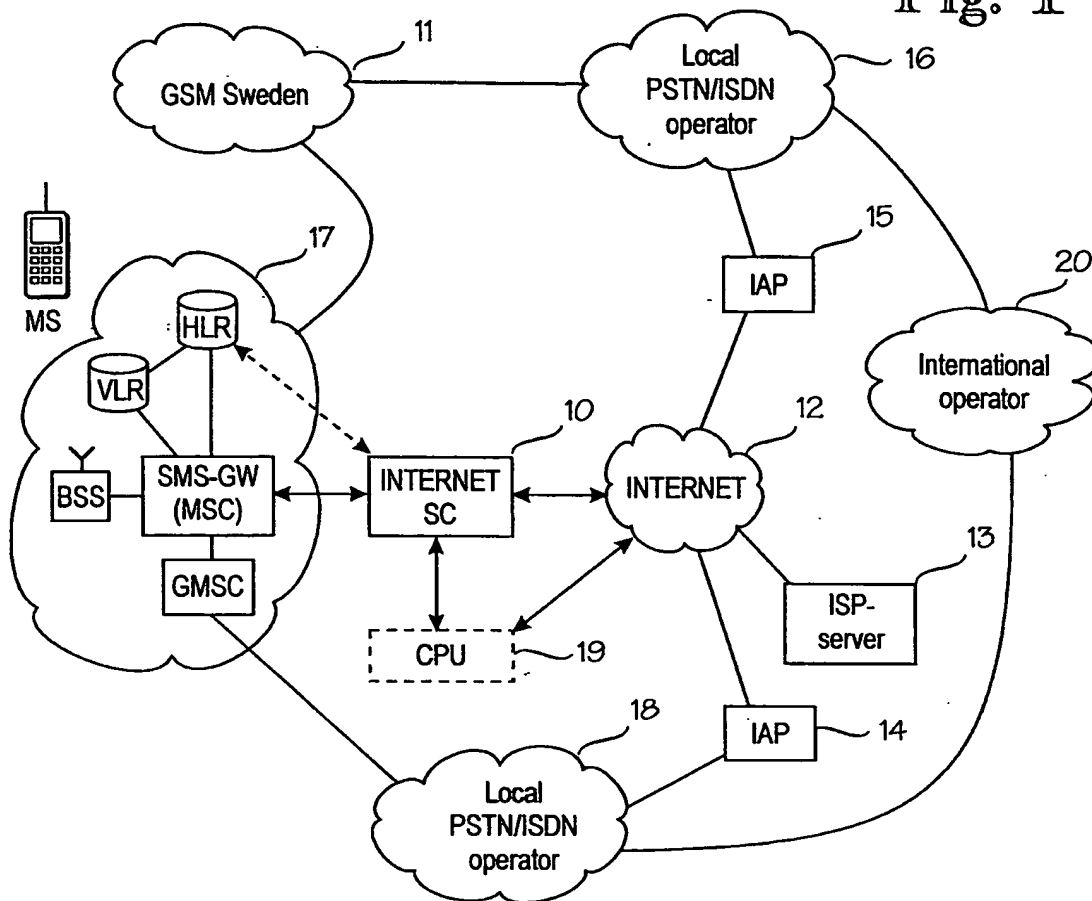 Fig. 1
11
GSM Sweden
Local
PSTN/ISDN
operator
16
MS
17
HLR
VLR
BSS
SMS-GW
(MSC)
GMSC
10
INTERNET
SC
CPU
19
15
IAP
12
INTERNET
20
International
operator
13
ISP-
server
IAP
14
18
Local
PSTN/ISDN
operator